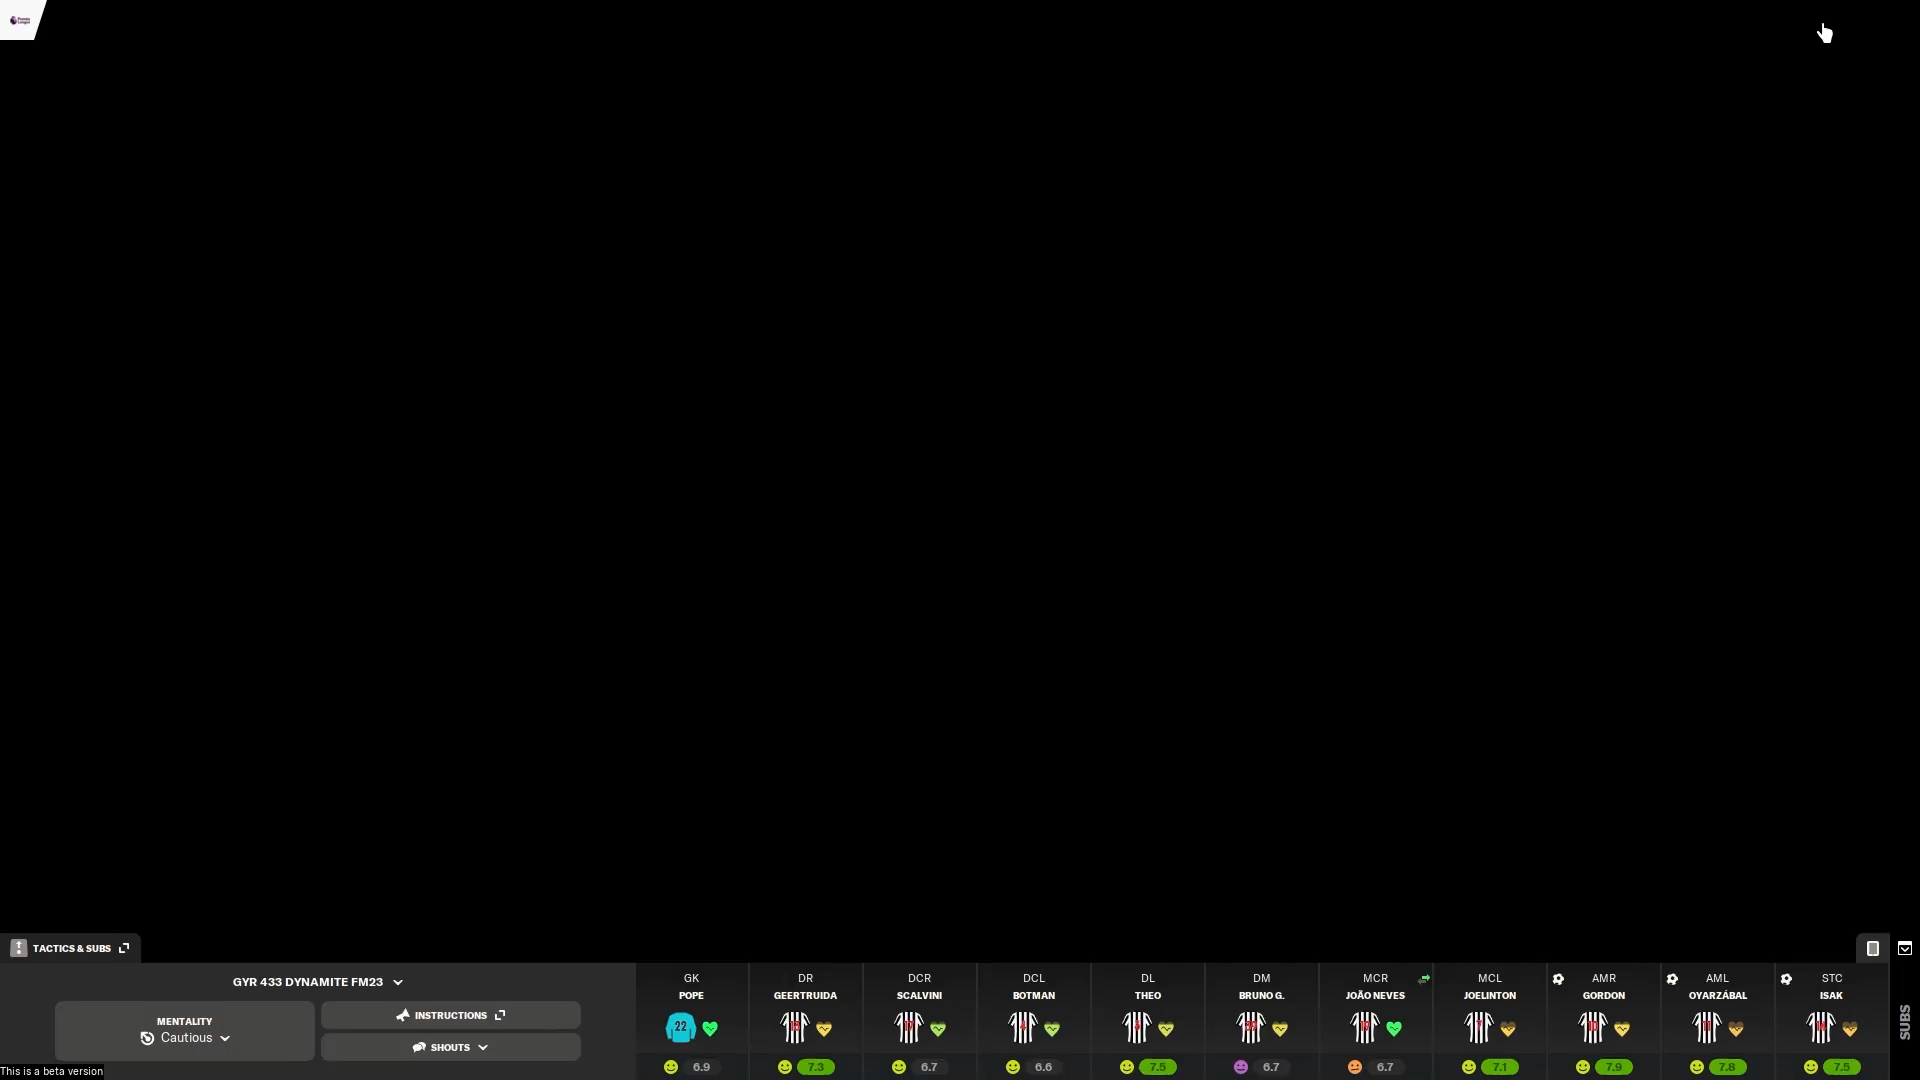 Premier
League
TACTICS & SUBS
GYR 433 DYNAMITE FM23
MENTALITY
Cautious
INSTRUCTIONS
SHOUTS
This is a beta version
GK
POPE
22
6.9
DR
GEERTRUIDA
7.3
DCR
SCALVINI
6.7
DCL
BOTMAN
6.6
DL
THEO
7.5
DM
BRUNO G.
6.7
MCR
JOÃO NEVES
6.7
MCL
JOELINTON
7.1
AMR
GORDON
7.9
AML
OYARZÁBAL
7.8
STC
ISAK
7.5
SUBS